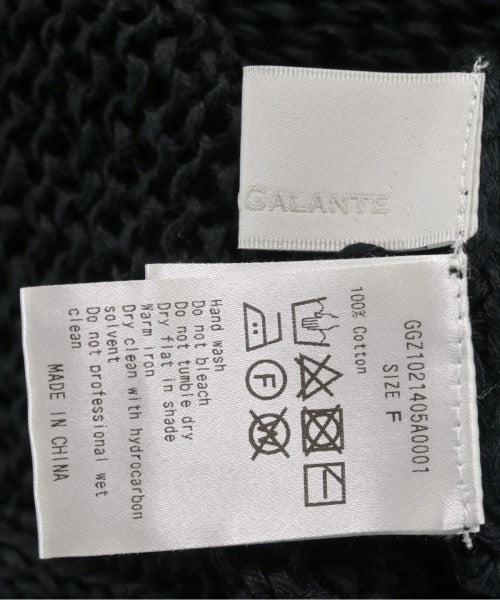 GALANTE
GGZ1021405A0001
SIZE F
100% Cotton
F
W
Hand wash
Do not bleach
Do not tumble dry
Dry flat in shade
Warm iron
Dry clean with hydrocarbon
solvent
Do not professional wet
clean
MADE IN CHINA